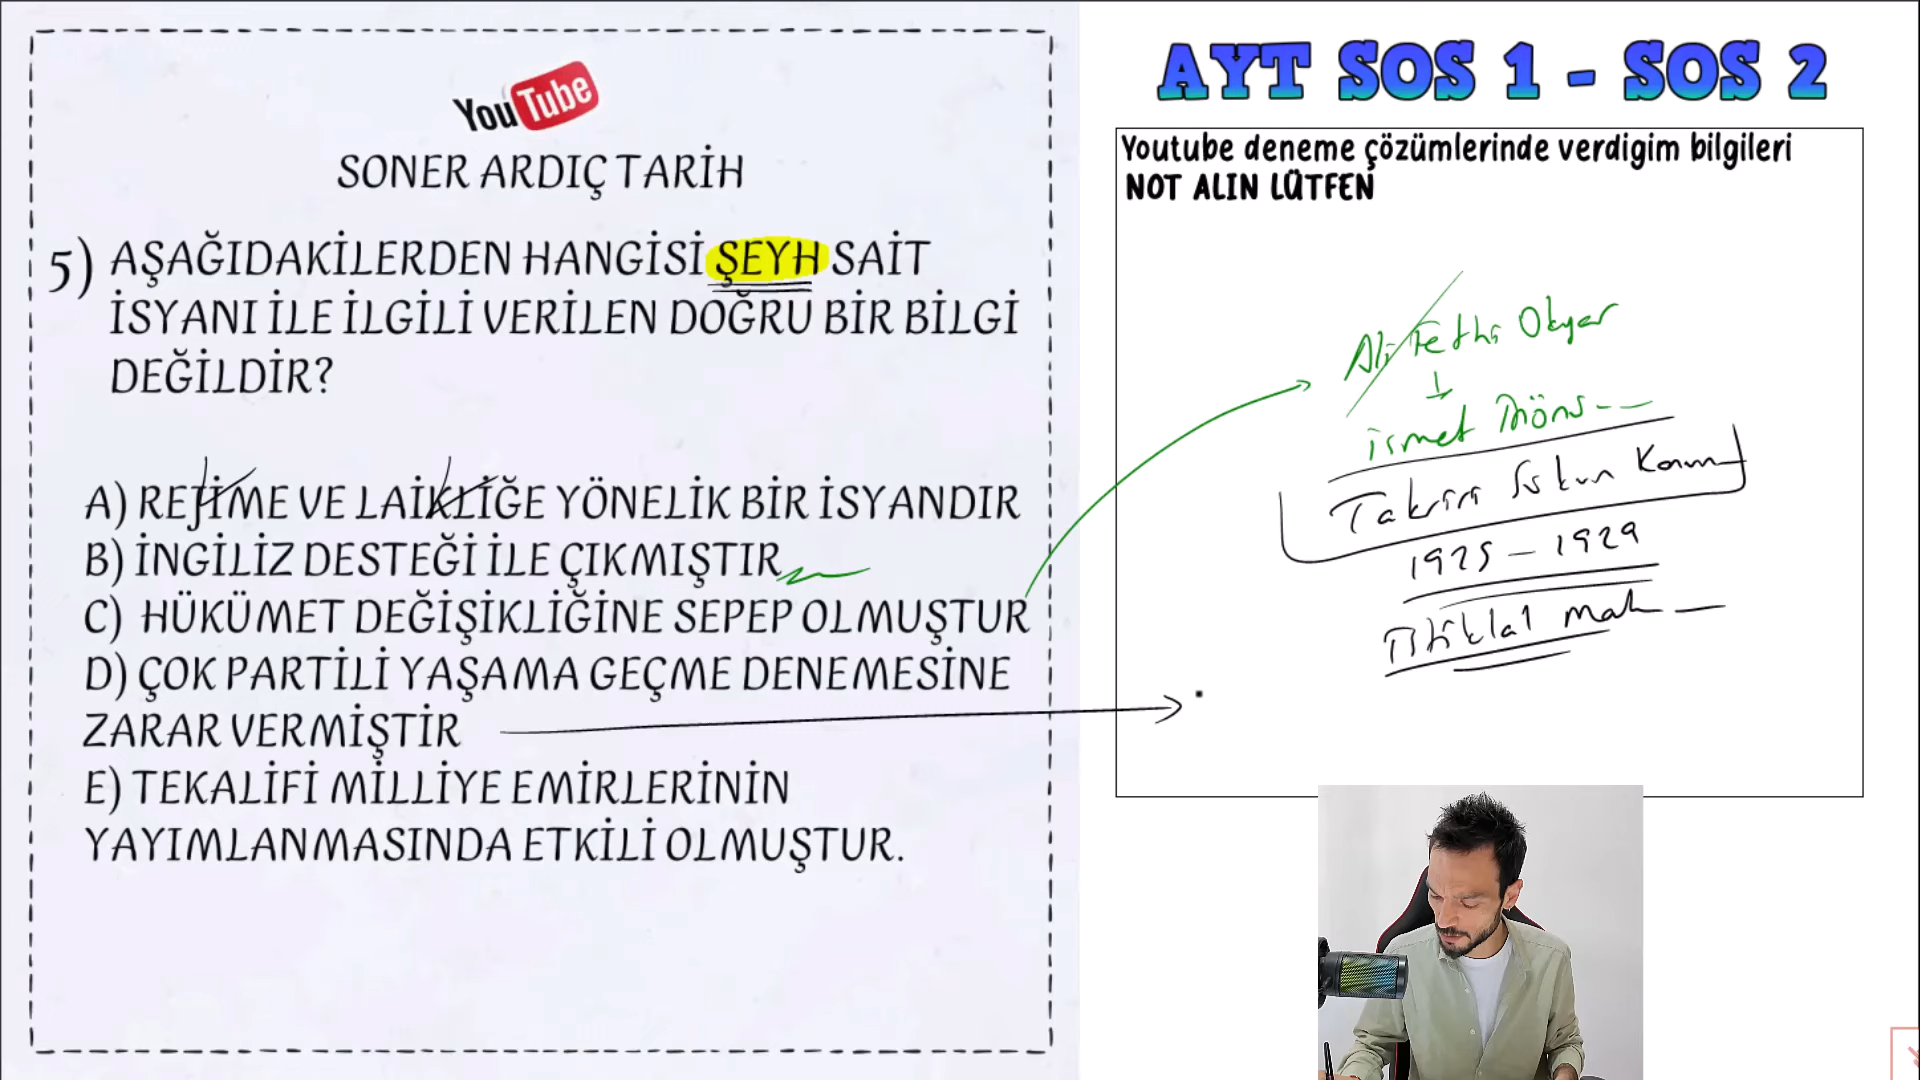 YouTube
SONER ARDIÇ TARİH
5) AŞAĞIDAKİLERDEN HANGİSİ ŞEYH SAİT
İSYANI İLE İLGİLİ VERİLEN DOĞRU BİR BİLGİ
DEĞİLDİR?
A) REJİME VE LAİKLİĞE YÖNELİK BİR İSYANDIR
B) İNGİLİZ DESTEĞİ İLE ÇIKMIŞTIR
C) HÜKÜMET DEĞİŞİKLİĞİNE SEPEP OLMUŞTUR
D) ÇOK PARTİLİ YAŞAMA GEÇME DENEMESİNE
ZARAR VERMİŞTİR
E) TEKALİFİ MİLLİYE EMİRLERİNİN
YAYIMLANMASINDA ETKİLİ OLMUŞTUR.
AYT SOS 1 - SOS 2
Youtube deneme çözümlerinde verdigim bilgileri
NOT ALIN LÜTFEN
Ali Fethi Okyar
ismet İnönü
Takriri Sükun Kanun
1925 - 1929
İstiklal Mah